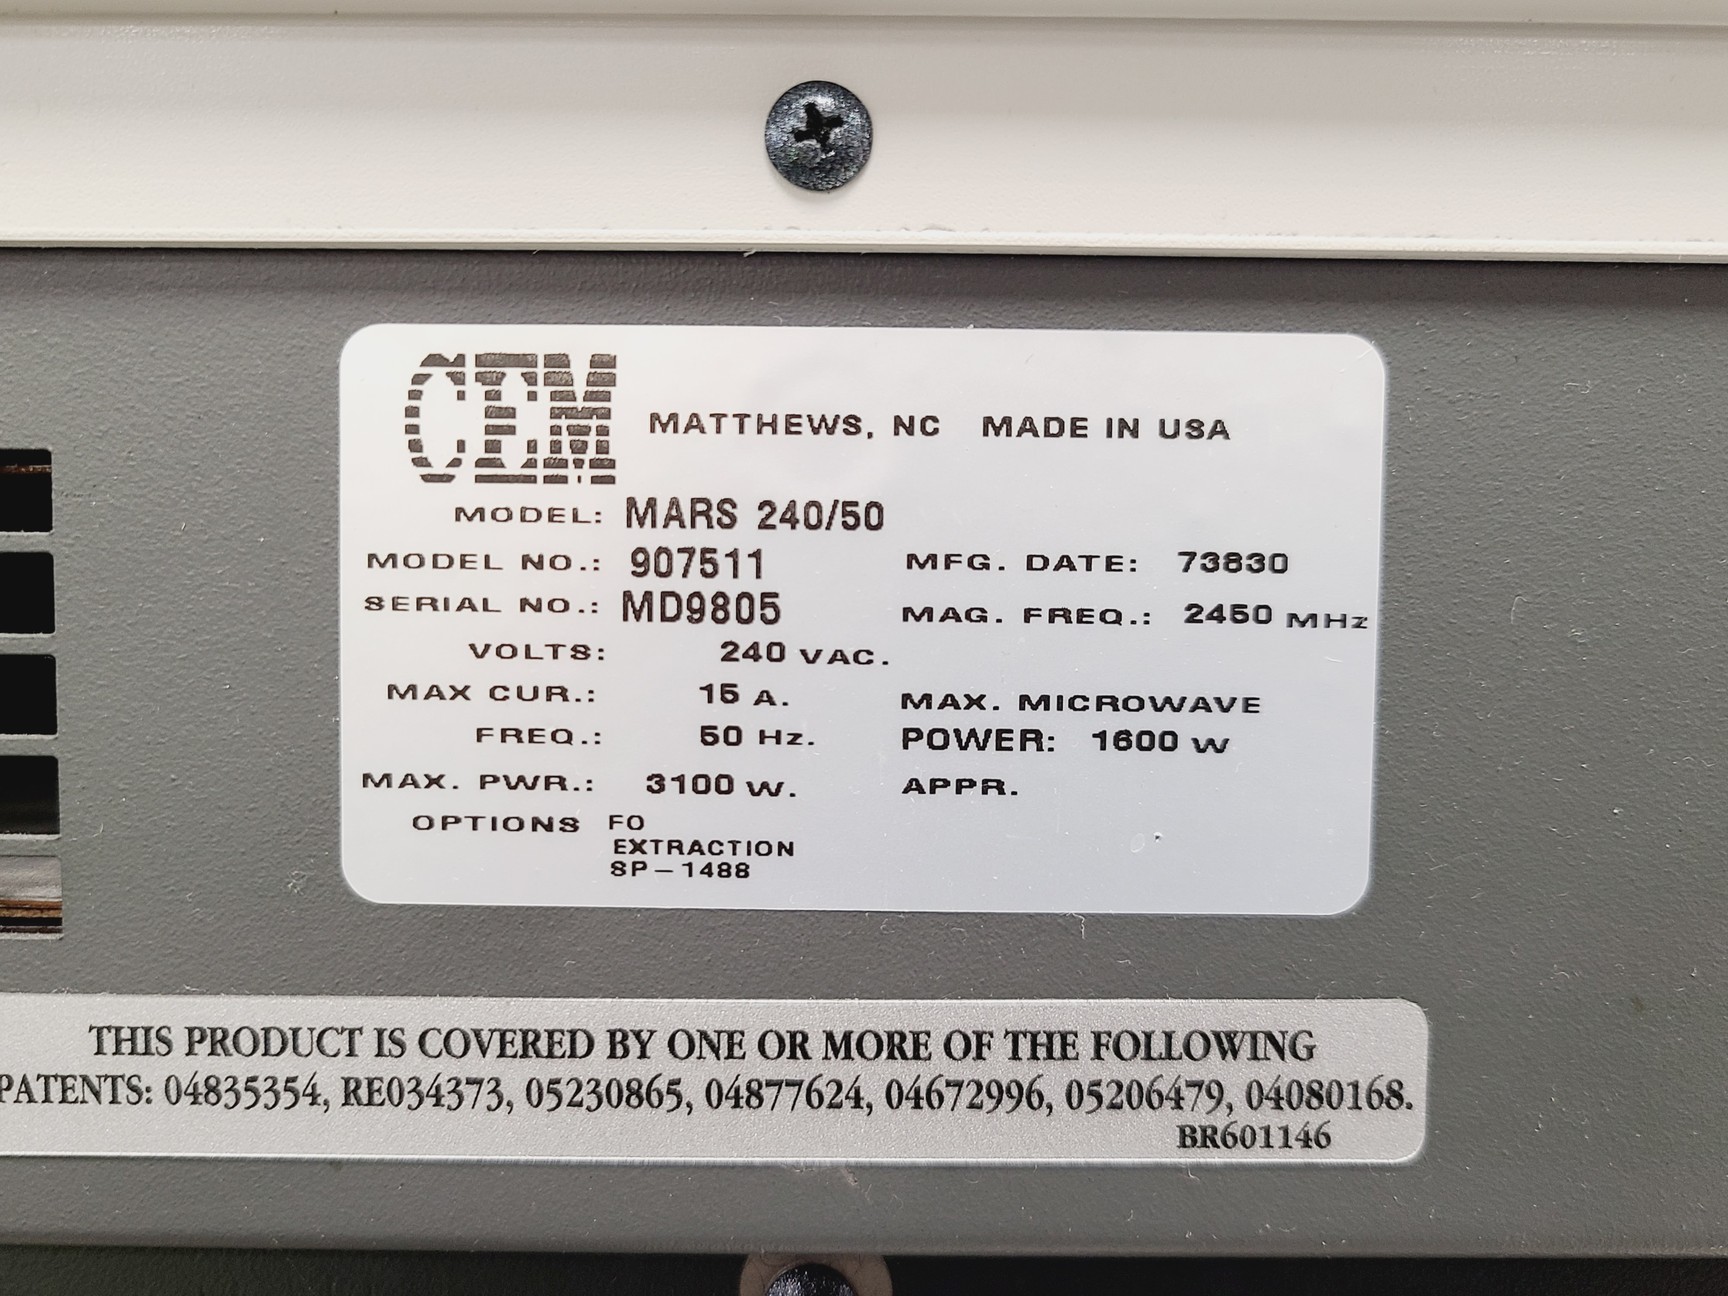 CEM MATTHEWS, NC MADE IN USA
MODEL: MARS 240/50
MODEL NO.: 907511 MFG. DATE: 73830
SERIAL NO.: MD9805 MAG. FREQ.: 2450 MHz
VOLTS: 240 VAC.
MAX CUR.: 15 A. MAX. MICROWAVE
FREQ.: 50 Hz. POWER: 1600 W
MAX. PWR.: 3100 W. APPR.
OPTIONS FO
EXTRACTION
SP-1488
THIS PRODUCT IS COVERED BY ONE OR MORE OF THE FOLLOWING
PATENTS: 04835354, RE034373, 05230865, 04877624, 04672996, 05206479, 04080168.
BR601146